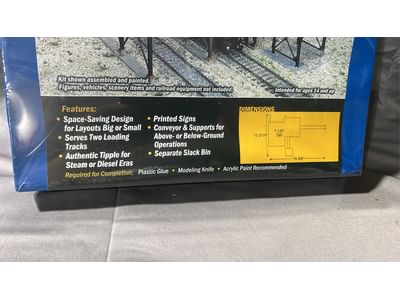 Kit shown assembled and painted.
Figures, vehicles, scenery items and railroad equipment not included.
Intended for ages 14 and up
Features:
• Space-Saving Design
for Layouts Big or Small
• Serves Two Loading
Tracks
• Authentic Tipple for
Steam or Diesel Eras
• Printed Signs
• Conveyor & Supports for
Above- or Below-Ground
Operations
• Separate Slack Bin
DIMENSIONS
Required for Completion: Plastic Glue • Modeling Knife • Acrylic Paint Recommended